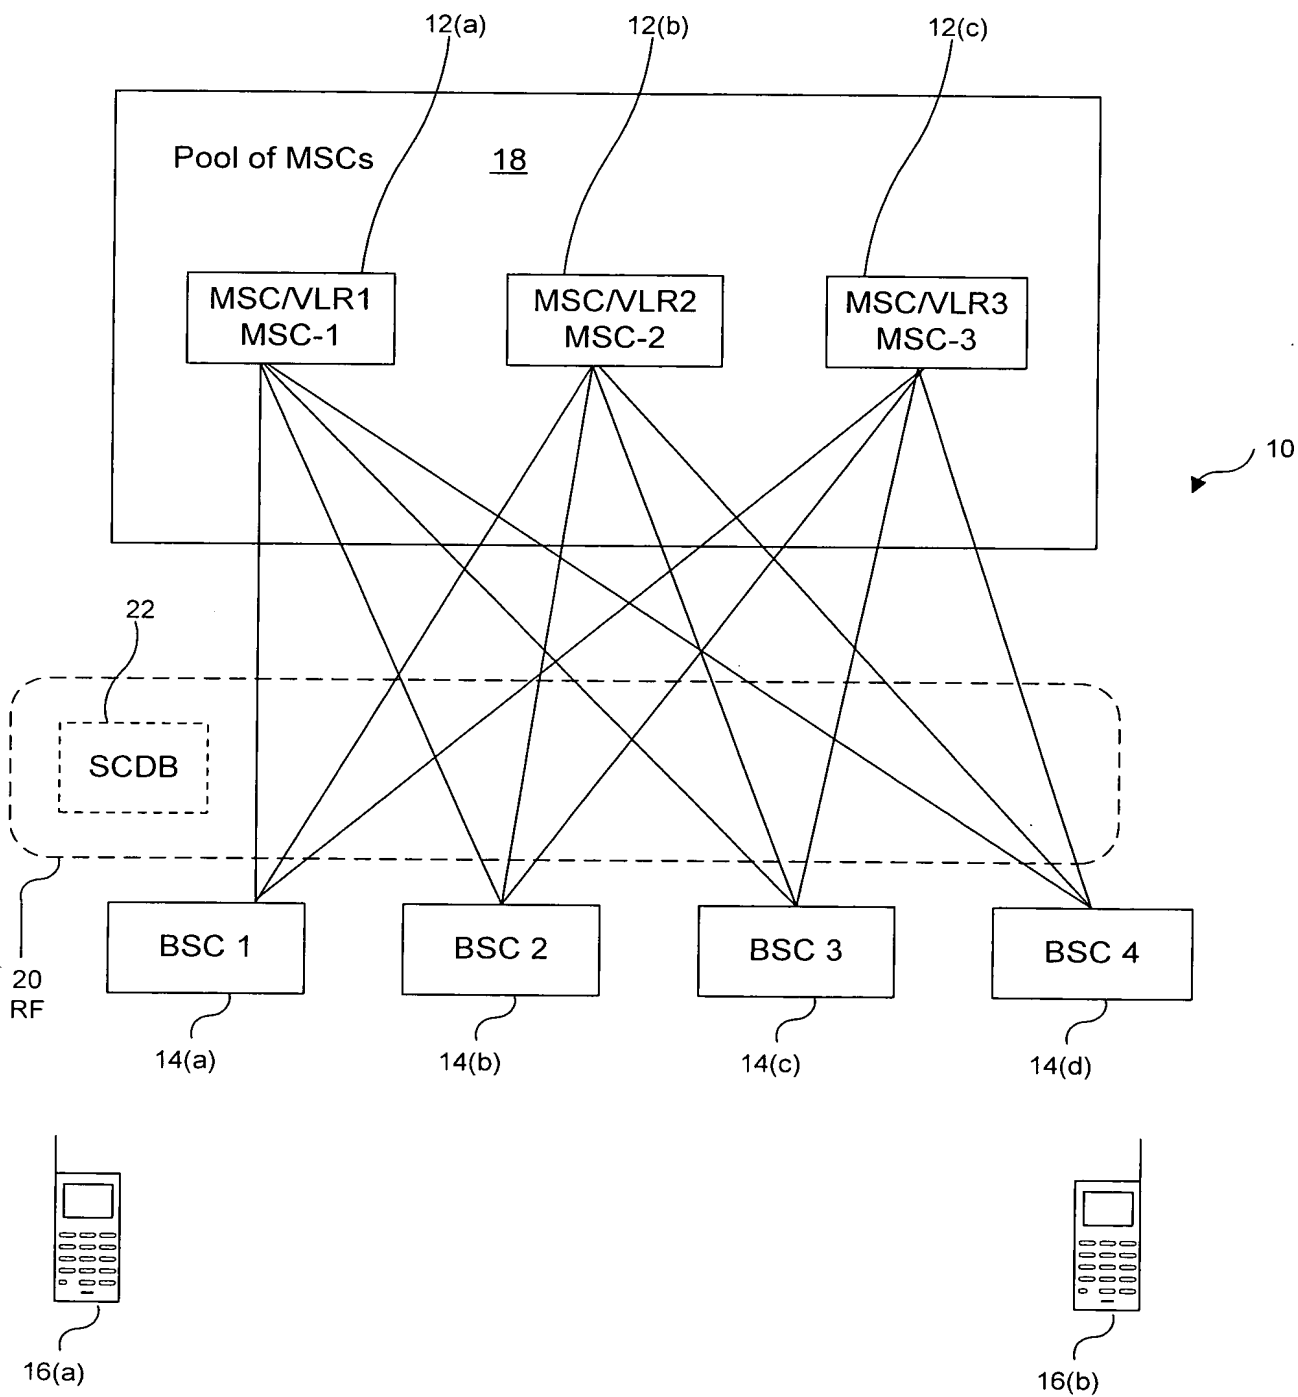 12(a)
12(b)
12(c)
Pool of MSCs
18
MSC/VLR1
MSC-1
MSC/VLR2
MSC-2
MSC/VLR3
MSC-3
10
22
SCDB
20
RF
BSC 1
BSC 2
BSC 3
BSC 4
14(a)
14(b)
14(c)
14(d)
16(a)
16(b)